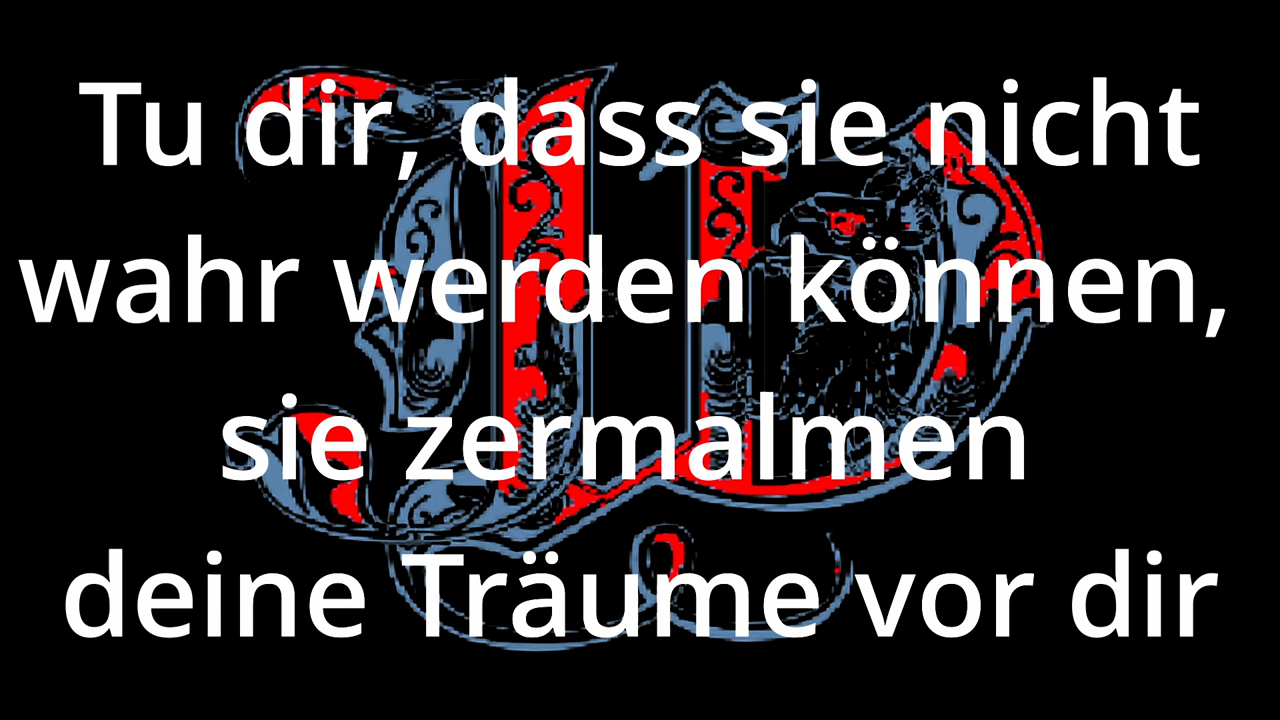 Tu dir, dass sie nicht
wahr werden können,
sie zermalmen
deine Träume vor dir